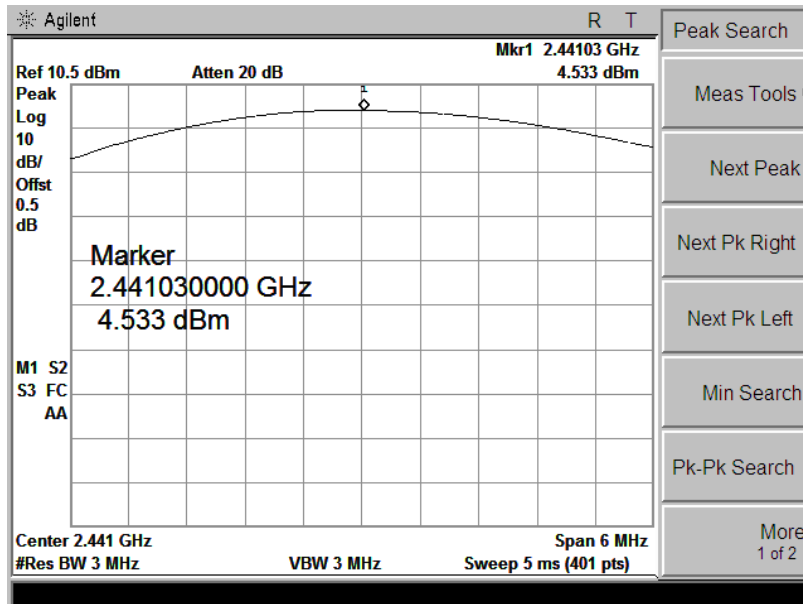 Agilent R T
Mkr1 2.44103 GHz
Ref 10.5 dBm Atten 20 dB 4.533 dBm
Peak
Log
10
dB/
Offst
0.5
dB
1
Marker
2.441030000 GHz
4.533 dBm
M1 S2
S3 FC
AA
Center 2.441 GHz Span 6 MHz
#Res BW 3 MHz VBW 3 MHz Sweep 5 ms (401 pts)
Peak Search
Meas Tools
Next Peak
Next Pk Right
Next Pk Left
Min Search
Pk-Pk Search
More
1 of 2